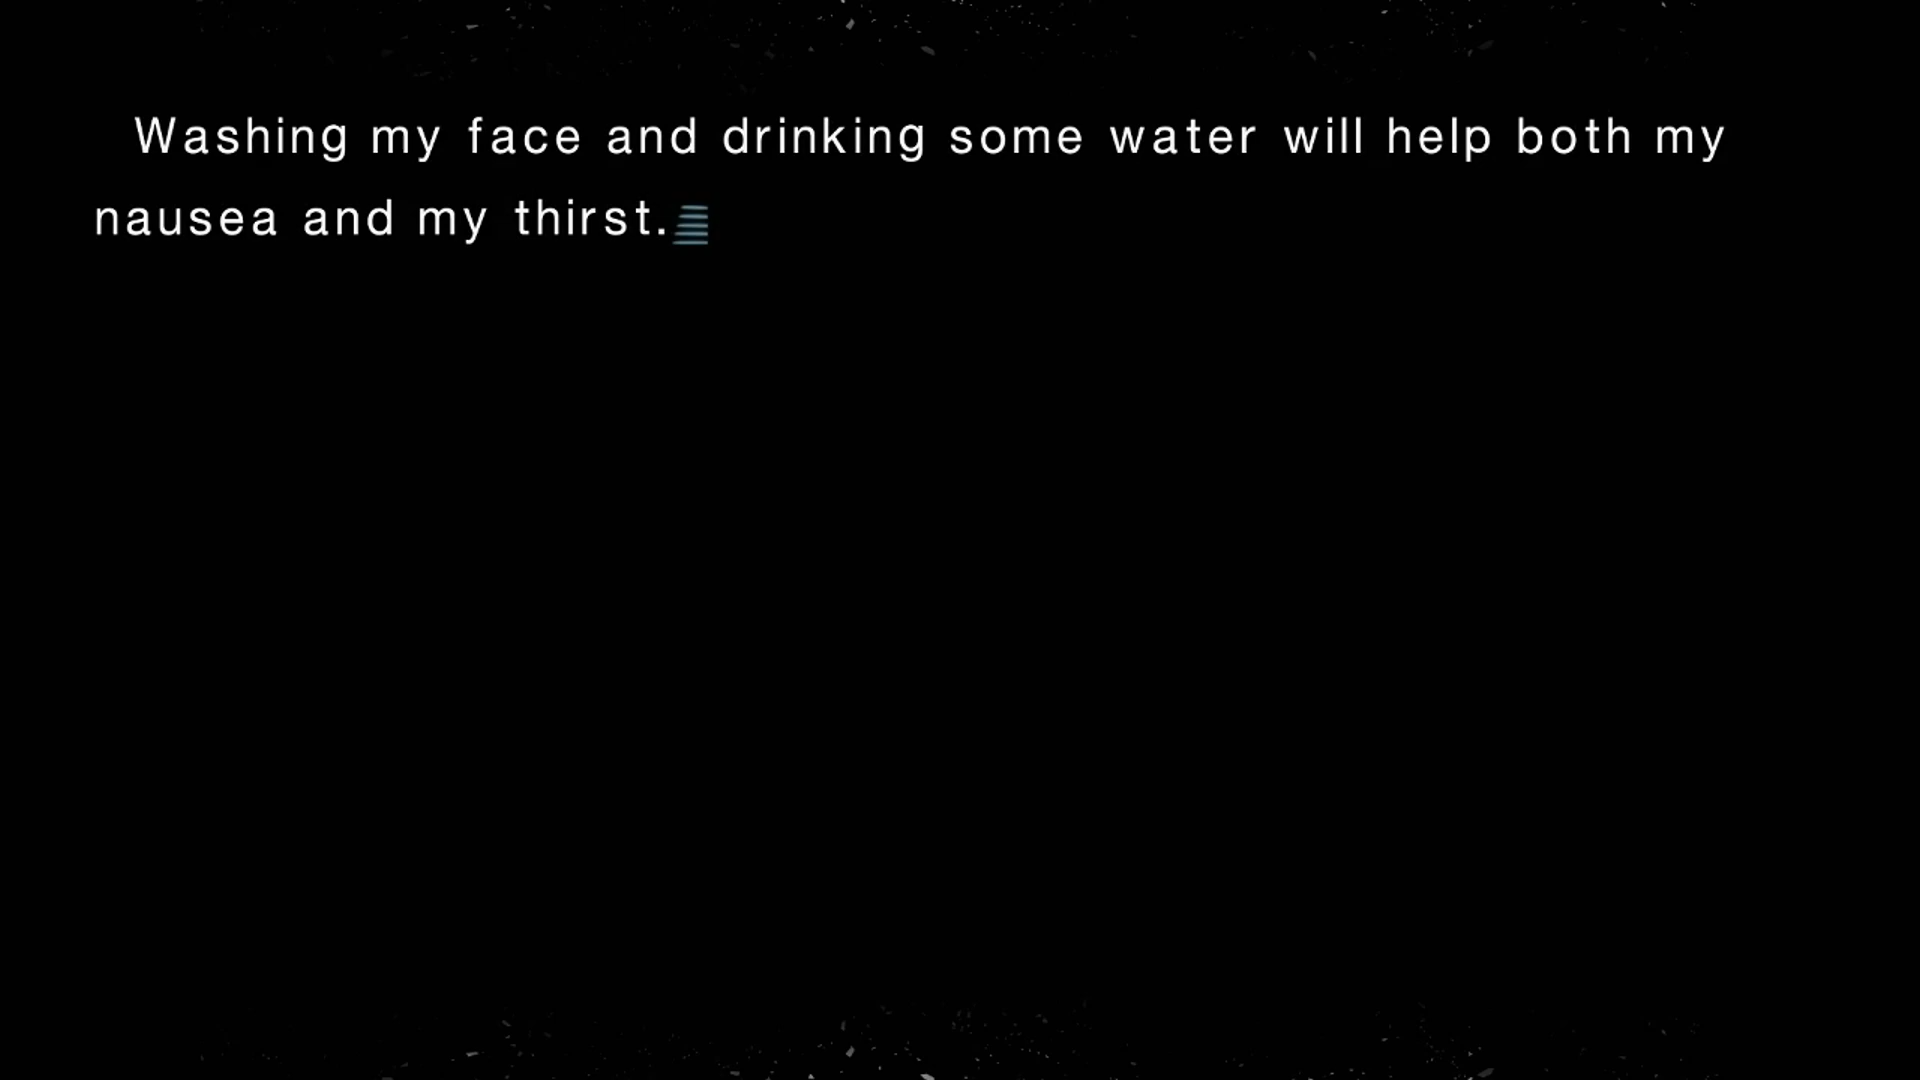 Washing my face and drinking some water will help both my
nausea and my thirst.